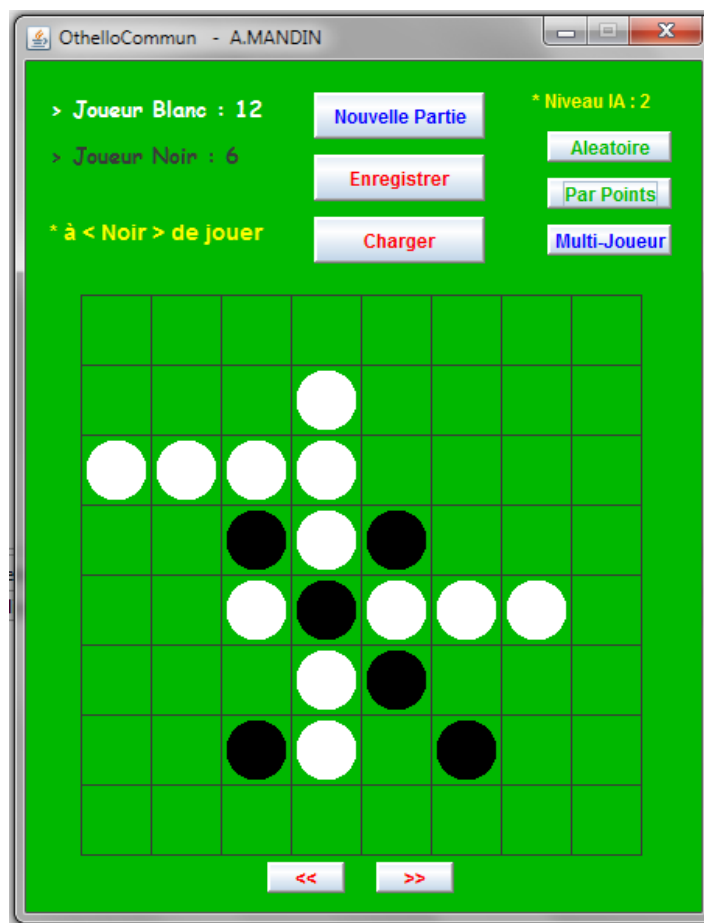 OthelloCommun - A.MANDIN
> Joueur Blanc : 12
> Joueur Noir : 6
* à < Noir > de jouer
Nouvelle Partie
Enregistrer
Charger
* Niveau IA : 2
Aleatoire
Par Points
Multi-Joueur
<< >>